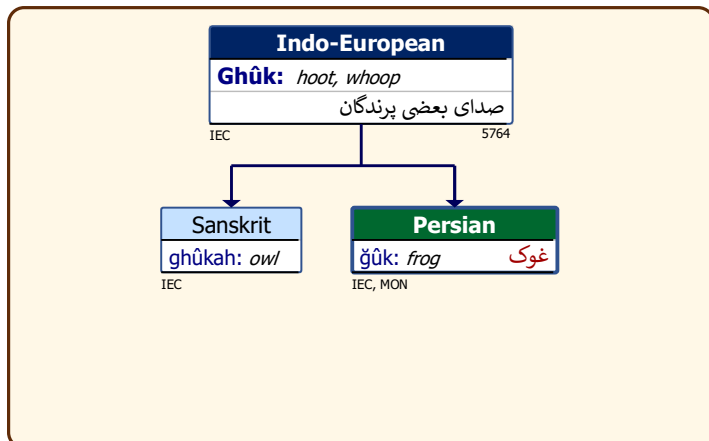 Indo-European
Ghûk: hoot, whoop
صدای بعضی پرندگان
IEC 5764
Sanskrit
ghûkah: owl
IEC
Persian
ğûk: frog غوک
IEC, MON